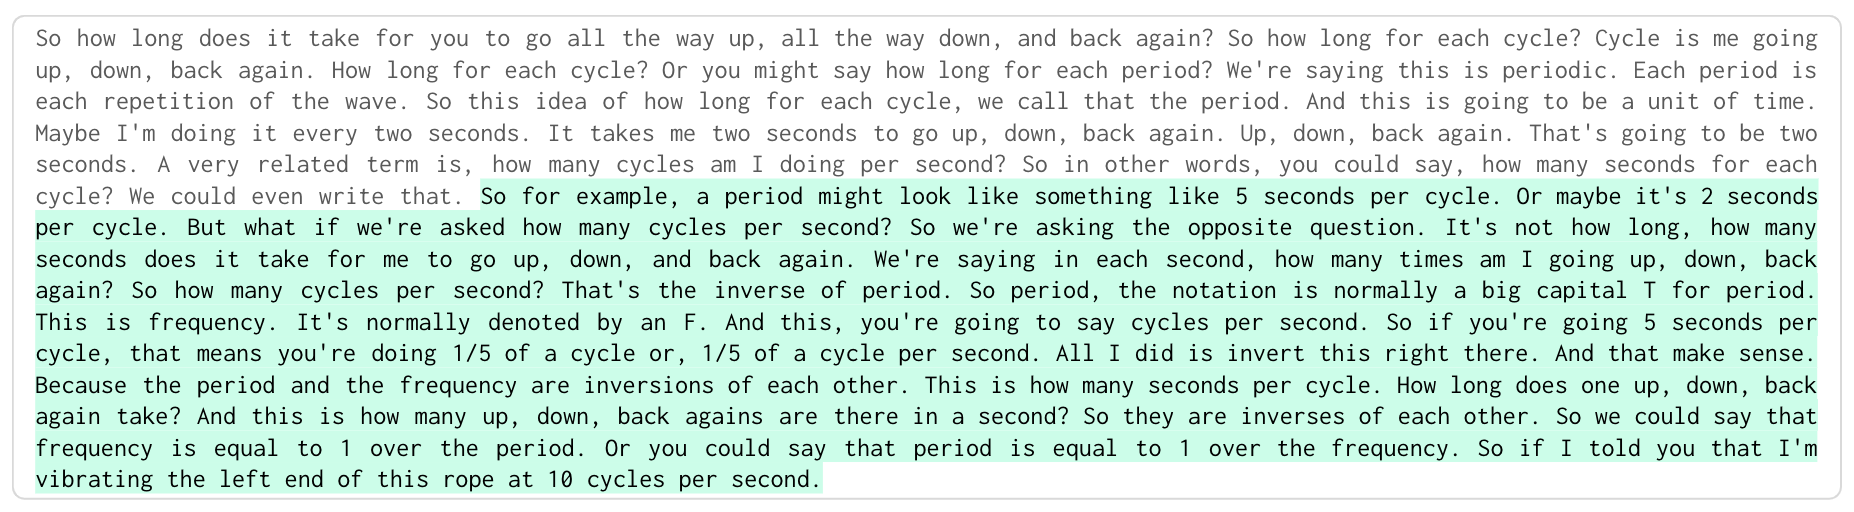 So how long does it take for you to go all the way up, all the way down, and back again? So how long for each cycle? Cycle is me going
up, down, back again. How long for each cycle? Or you might say how long for each period? We're saying this is periodic. Each period is
each repetition of the wave. So this idea of how long for each cycle, we call that the period. And this is going to be a unit of time.
Maybe I'm doing it every two seconds. It takes me two seconds to go up, down, back again. Up, down, back again. That's going to be two
seconds. A very related term is, how many cycles am I doing per second? So in other words, you could say, how many seconds for each
cycle? We could even write that. So for example, a period might look like something like 5 seconds per cycle. Or maybe it's 2 seconds
per cycle. But what if we're asked how many cycles per second? So we're asking the opposite question. It's not how long, how many
seconds does it take for me to go up, down, and back again. We're saying in each second, how many times am I going up, down, back
again? So how many cycles per second? That's the inverse of period. So period, the notation is normally a big capital T for period.
This is frequency. It's normally denoted by an F. And this, you're going to say cycles per second. So if you're going 5 seconds per
cycle, that means you're doing 1/5 of a cycle or, 1/5 of a cycle per second. All I did is invert this right there. And that make sense.
Because the period and the frequency are inversions of each other. This is how many seconds per cycle. How long does one up, down, back
again take? And this is how many up, down, back agains are there in a second? So they are inverses of each other. So we could say that
frequency is equal to 1 over the period. Or you could say that period is equal to 1 over the frequency. So if I told you that I'm
vibrating the left end of this rope at 10 cycles per second.